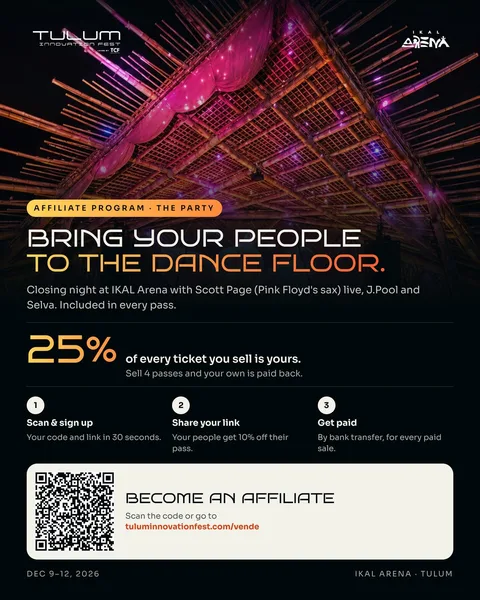 TULUM
INNOVATION FEST
TCF
IKAL
ARENA
AFFILIATE PROGRAM · THE PARTY
BRING YOUR PEOPLE
TO THE DANCE FLOOR.
Closing night at IKAL Arena with Scott Page (Pink Floyd's sax) live, J.Pool and
Selva. Included in every pass.
25% of every ticket you sell is yours.
Sell 4 passes and your own is paid back.
1
Scan & sign up
Your code and link in 30 seconds.
2
Share your link
Your people get 10% off their
pass.
3
Get paid
By bank transfer, for every paid
sale.
BECOME AN AFFILIATE
Scan the code or go to
tuluminnovationfest.com/vende
DEC 9–12, 2026
IKAL ARENA · TULUM